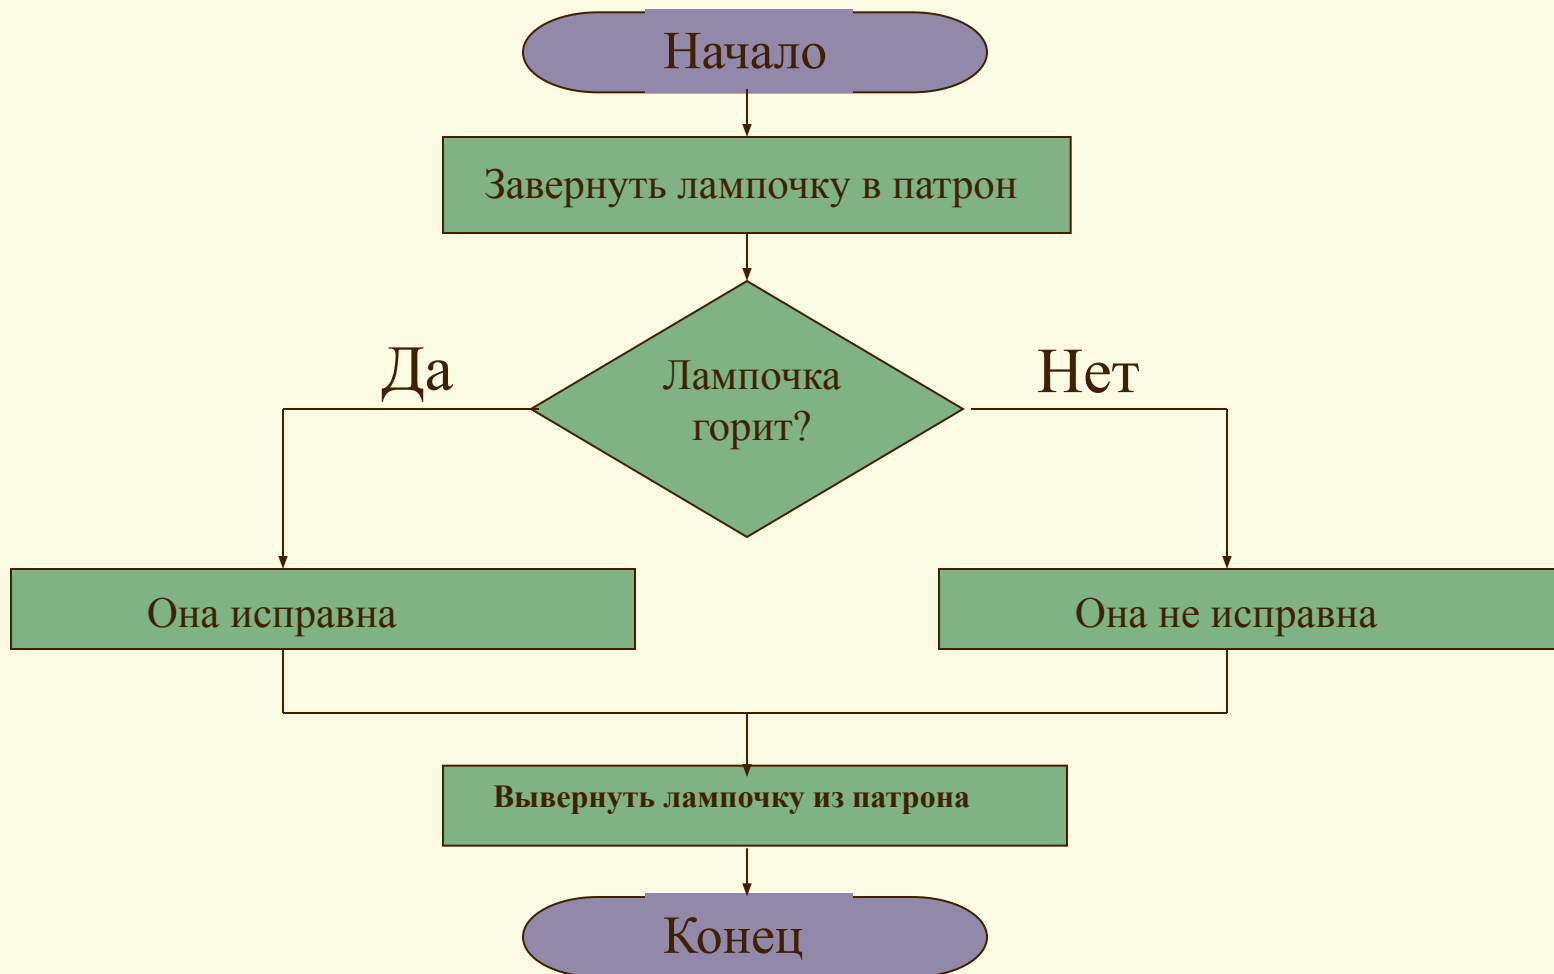 Начало
Завернуть лампочку в патрон
Да
Лампочка
горит?
Нет
Она исправна
Она не исправна
Вывернуть лампочку из патрона
Конец